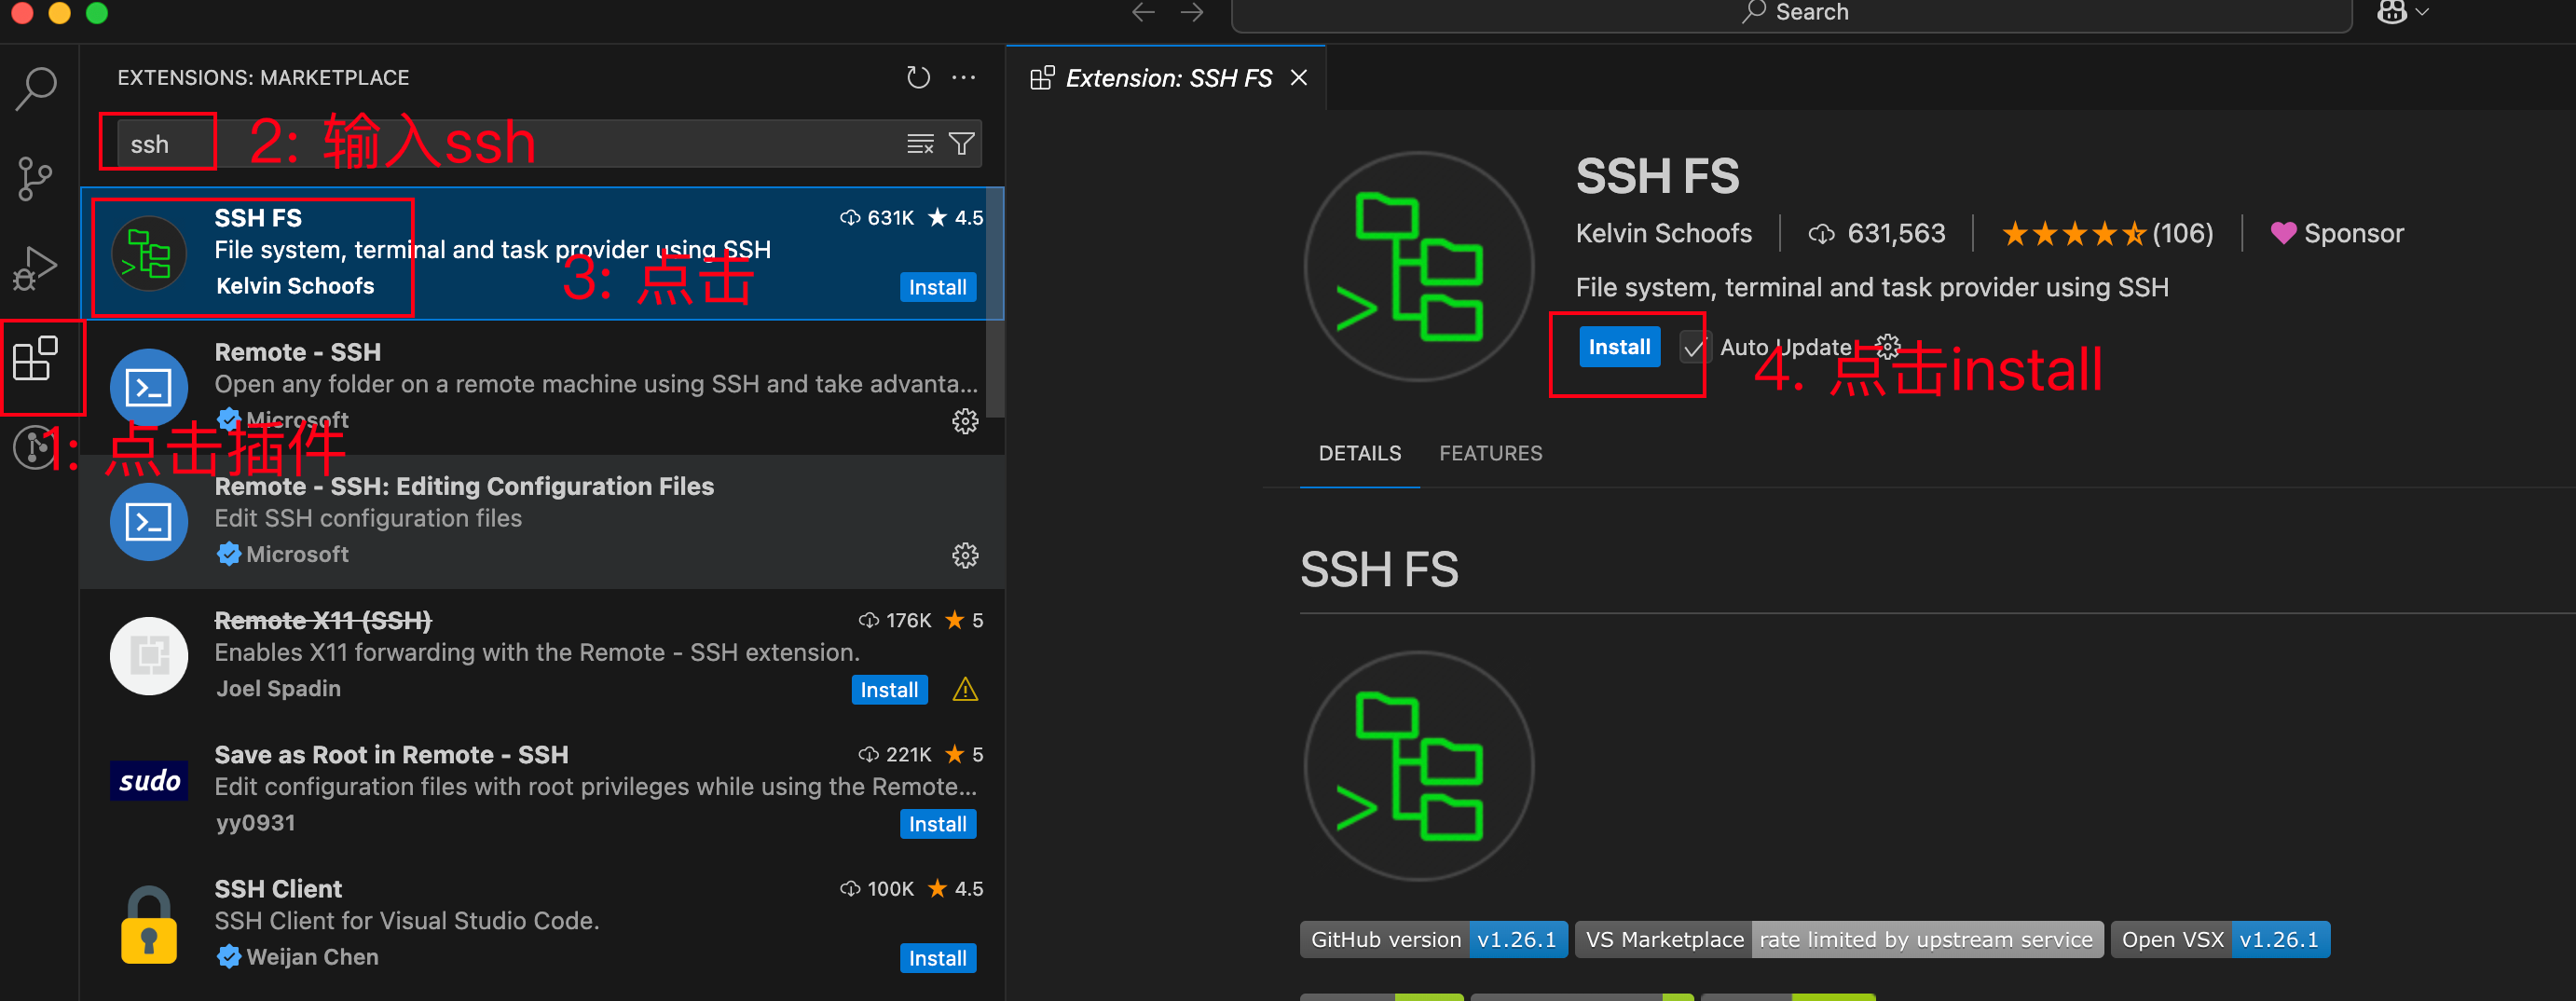 Search
EXTENSIONS: MARKETPLACE
ssh
2: 输入ssh
SSH FS
631K
4.5
File system, terminal and task provider using SSH
Kelvin Schoofs
3: 点击
Install
Remote - SSH
Open any folder on a remote machine using SSH and take advanta...
Microsoft
1: 点击插件
Remote - SSH: Editing Configuration Files
Edit SSH configuration files
Microsoft
Remote X11 (SSH)
176K
5
Enables X11 forwarding with the Remote - SSH extension.
Joel Spadin
Install
sudo
Save as Root in Remote - SSH
221K
5
Edit configuration files with root privileges while using the Remote...
yy0931
Install
SSH Client
100K
4.5
SSH Client for Visual Studio Code.
Weijan Chen
Install
Extension: SSH FS
SSH FS
Kelvin Schoofs
631,563
(106)
Sponsor
File system, terminal and task provider using SSH
Install
Auto Update
4. 点击install
DETAILS
FEATURES
SSH FS
GitHub version v1.26.1
VS Marketplace rate limited by upstream service
Open VSX v1.26.1